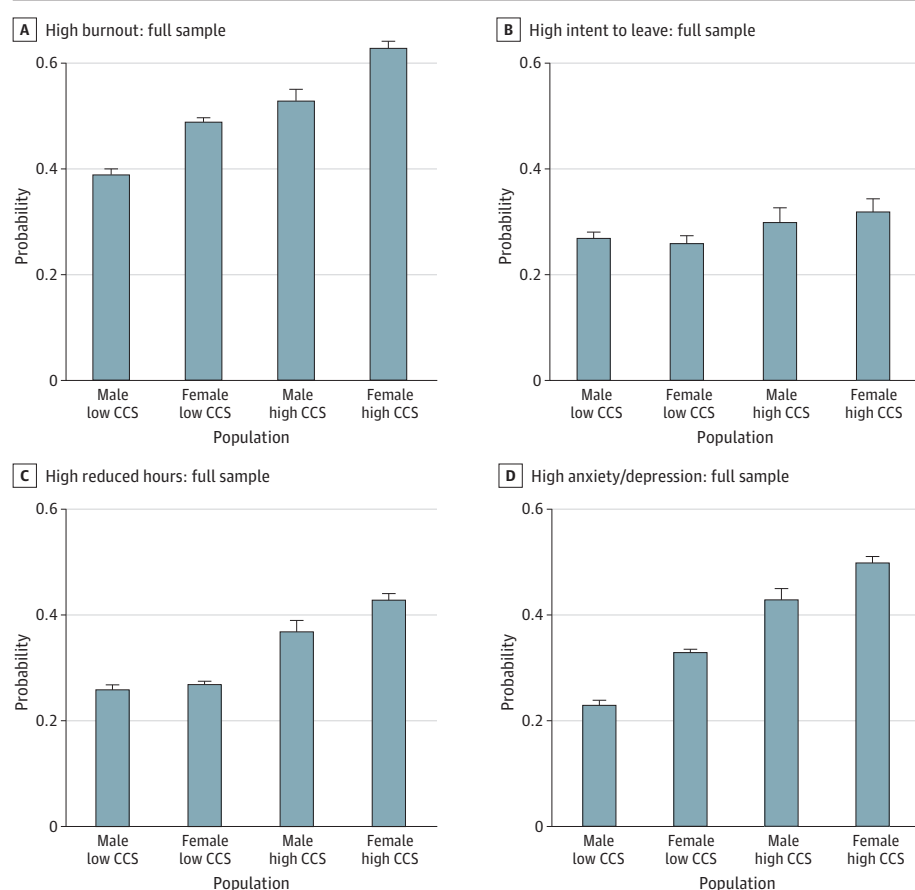 A High burnout: full sample
0.6
0.4
0.2
0
Probability
Male low CCS
Female low CCS
Male high CCS
Female high CCS
Population
B High intent to leave: full sample
0.6
0.4
0.2
0
Probability
Male low CCS
Female low CCS
Male high CCS
Female high CCS
Population
C High reduced hours: full sample
0.6
0.4
0.2
0
Probability
Male low CCS
Female low CCS
Male high CCS
Female high CCS
Population
D High anxiety/depression: full sample
0.6
0.4
0.2
0
Probability
Male low CCS
Female low CCS
Male high CCS
Female high CCS
Population